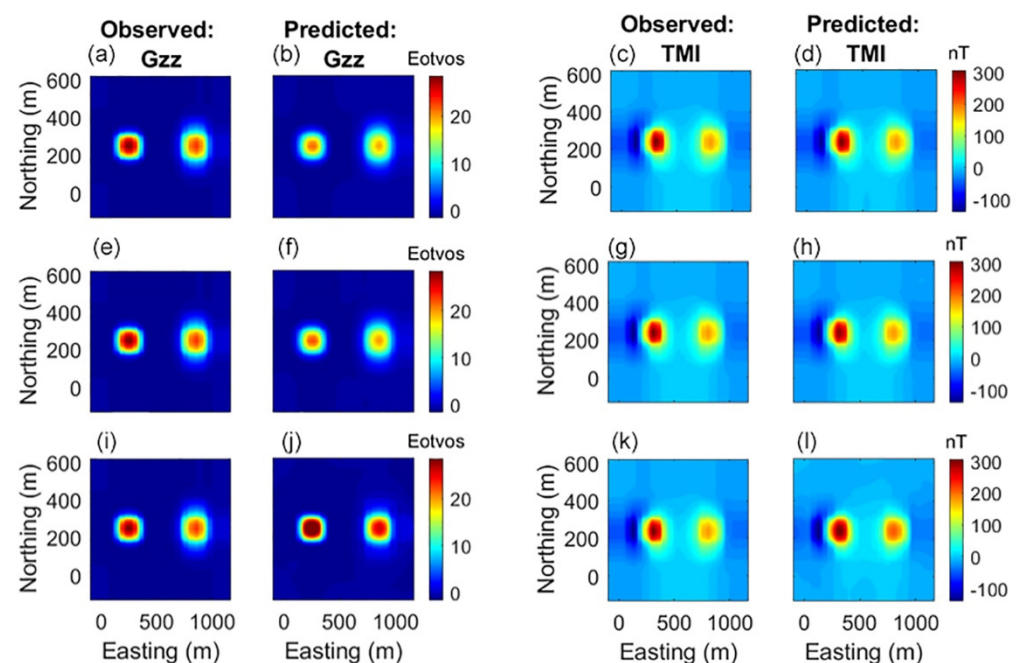 Observed: Predicted: Observed: Predicted:
(a) Gzz (b) Gzz Eotvos (c) TMI (d) TMI nT
Northing (m) 600 400 200 0
20 10 0
Northing (m) 600 400 200 0
300 200 100 0 -100
(e) (f) Eotvos (g) (h) nT
Northing (m) 600 400 200 0
20 10 0
Northing (m) 600 400 200 0
300 200 100 0 -100
(i) (j) Eotvos (k) (l) nT
Northing (m) 600 400 200 0
20 10 0
Northing (m) 600 400 200 0
300 200 100 0 -100
0 500 1000 0 500 1000 0 500 1000 0 500 1000
Easting (m) Easting (m) Easting (m) Easting (m)